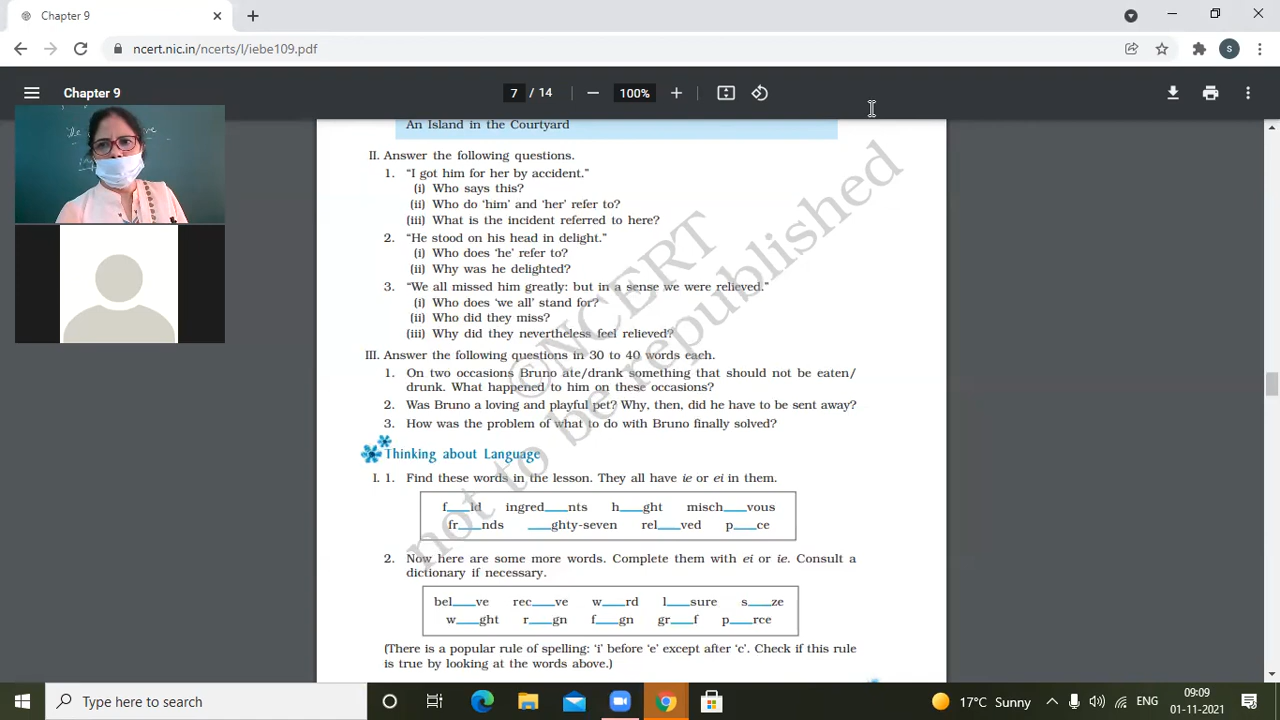 Chapter 9
ncert.nic.in/ncerts/l/iebe109.pdf
S
Chapter 9
7 / 14
100%
An Island in the Courtyard
II. Answer the following questions.
1. “I got him for her by accident.”
(i) Who says this?
(ii) Who do ‘him’ and ‘her’ refer to?
(iii) What is the incident referred to here?
2. “He stood on his head in delight.”
(i) Who does ‘he’ refer to?
(ii) Why was he delighted?
3. “We all missed him greatly: but in a sense we were relieved.”
(i) Who does ‘we all’ stand for?
(ii) Who did they miss?
(iii) Why did they nevertheless feel relieved?
III. Answer the following questions in 30 to 40 words each.
1. On two occasions Bruno ate/drank something that should not be eaten/
drunk. What happened to him on these occasions?
2. Was Bruno a loving and playful pet? Why, then, did he have to be sent away?
3. How was the problem of what to do with Bruno finally solved?
Thinking about Language
I. 1. Find these words in the lesson. They all have ie or ei in them.
f___ld ingred___nts h___ght misch___vous
fr___nds ___ghty-seven rel___ved p___ce
2. Now here are some more words. Complete them with ei or ie. Consult a
dictionary if necessary.
bel___ve rec___ve w___rd l___sure s___ze
w___ght r___gn f___gn gr___f p___rce
(There is a popular rule of spelling: ‘i’ before ‘e’ except after ‘c’. Check if this rule
is true by looking at the words above.)
©NCERT
not to be republished
Type here to search
17°C Sunny
ENG
09:09
01-11-2021